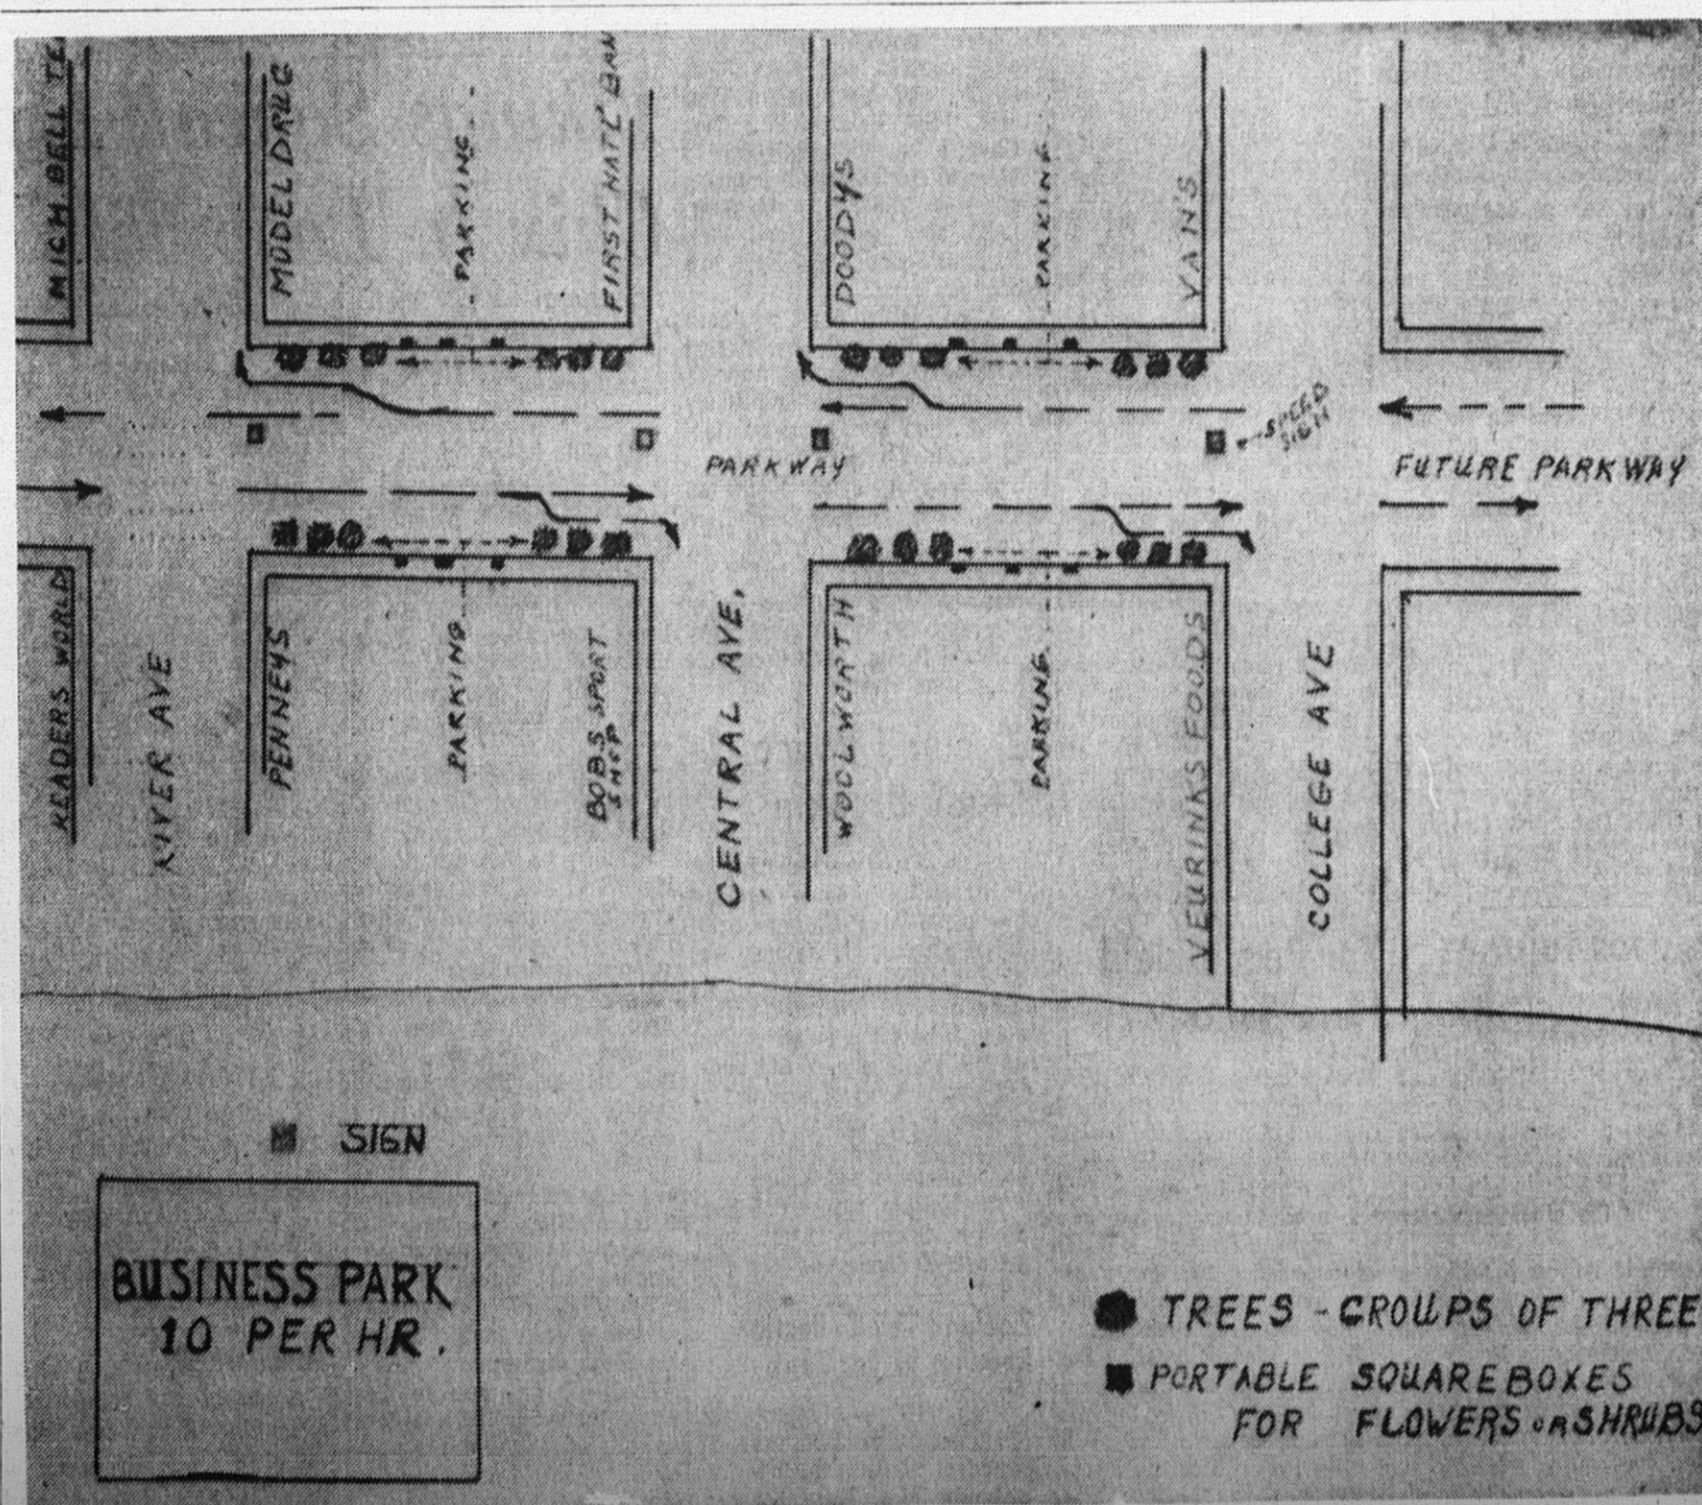 MICH BELL TE
MODEL DRUG
PARKING
FIRST NAT'L BAN
DOODYS
PARKING
VAN'S
SPEED
SIGN
PARKWAY
FUTURE PARKWAY
READERS WORLD
RIVER AVE
PENNEYS
PARKING
BOBS SPORT
SHOP
CENTRAL AVE,
WOOLWORTH
PARKING
VEURINKS FOODS
COLLEGE AVE
SIGN
BUSINESS PARK
10 PER HR.
TREES - GROUPS OF THREE
PORTABLE SQUARE BOXES
FOR FLOWERS OR SHRUBS